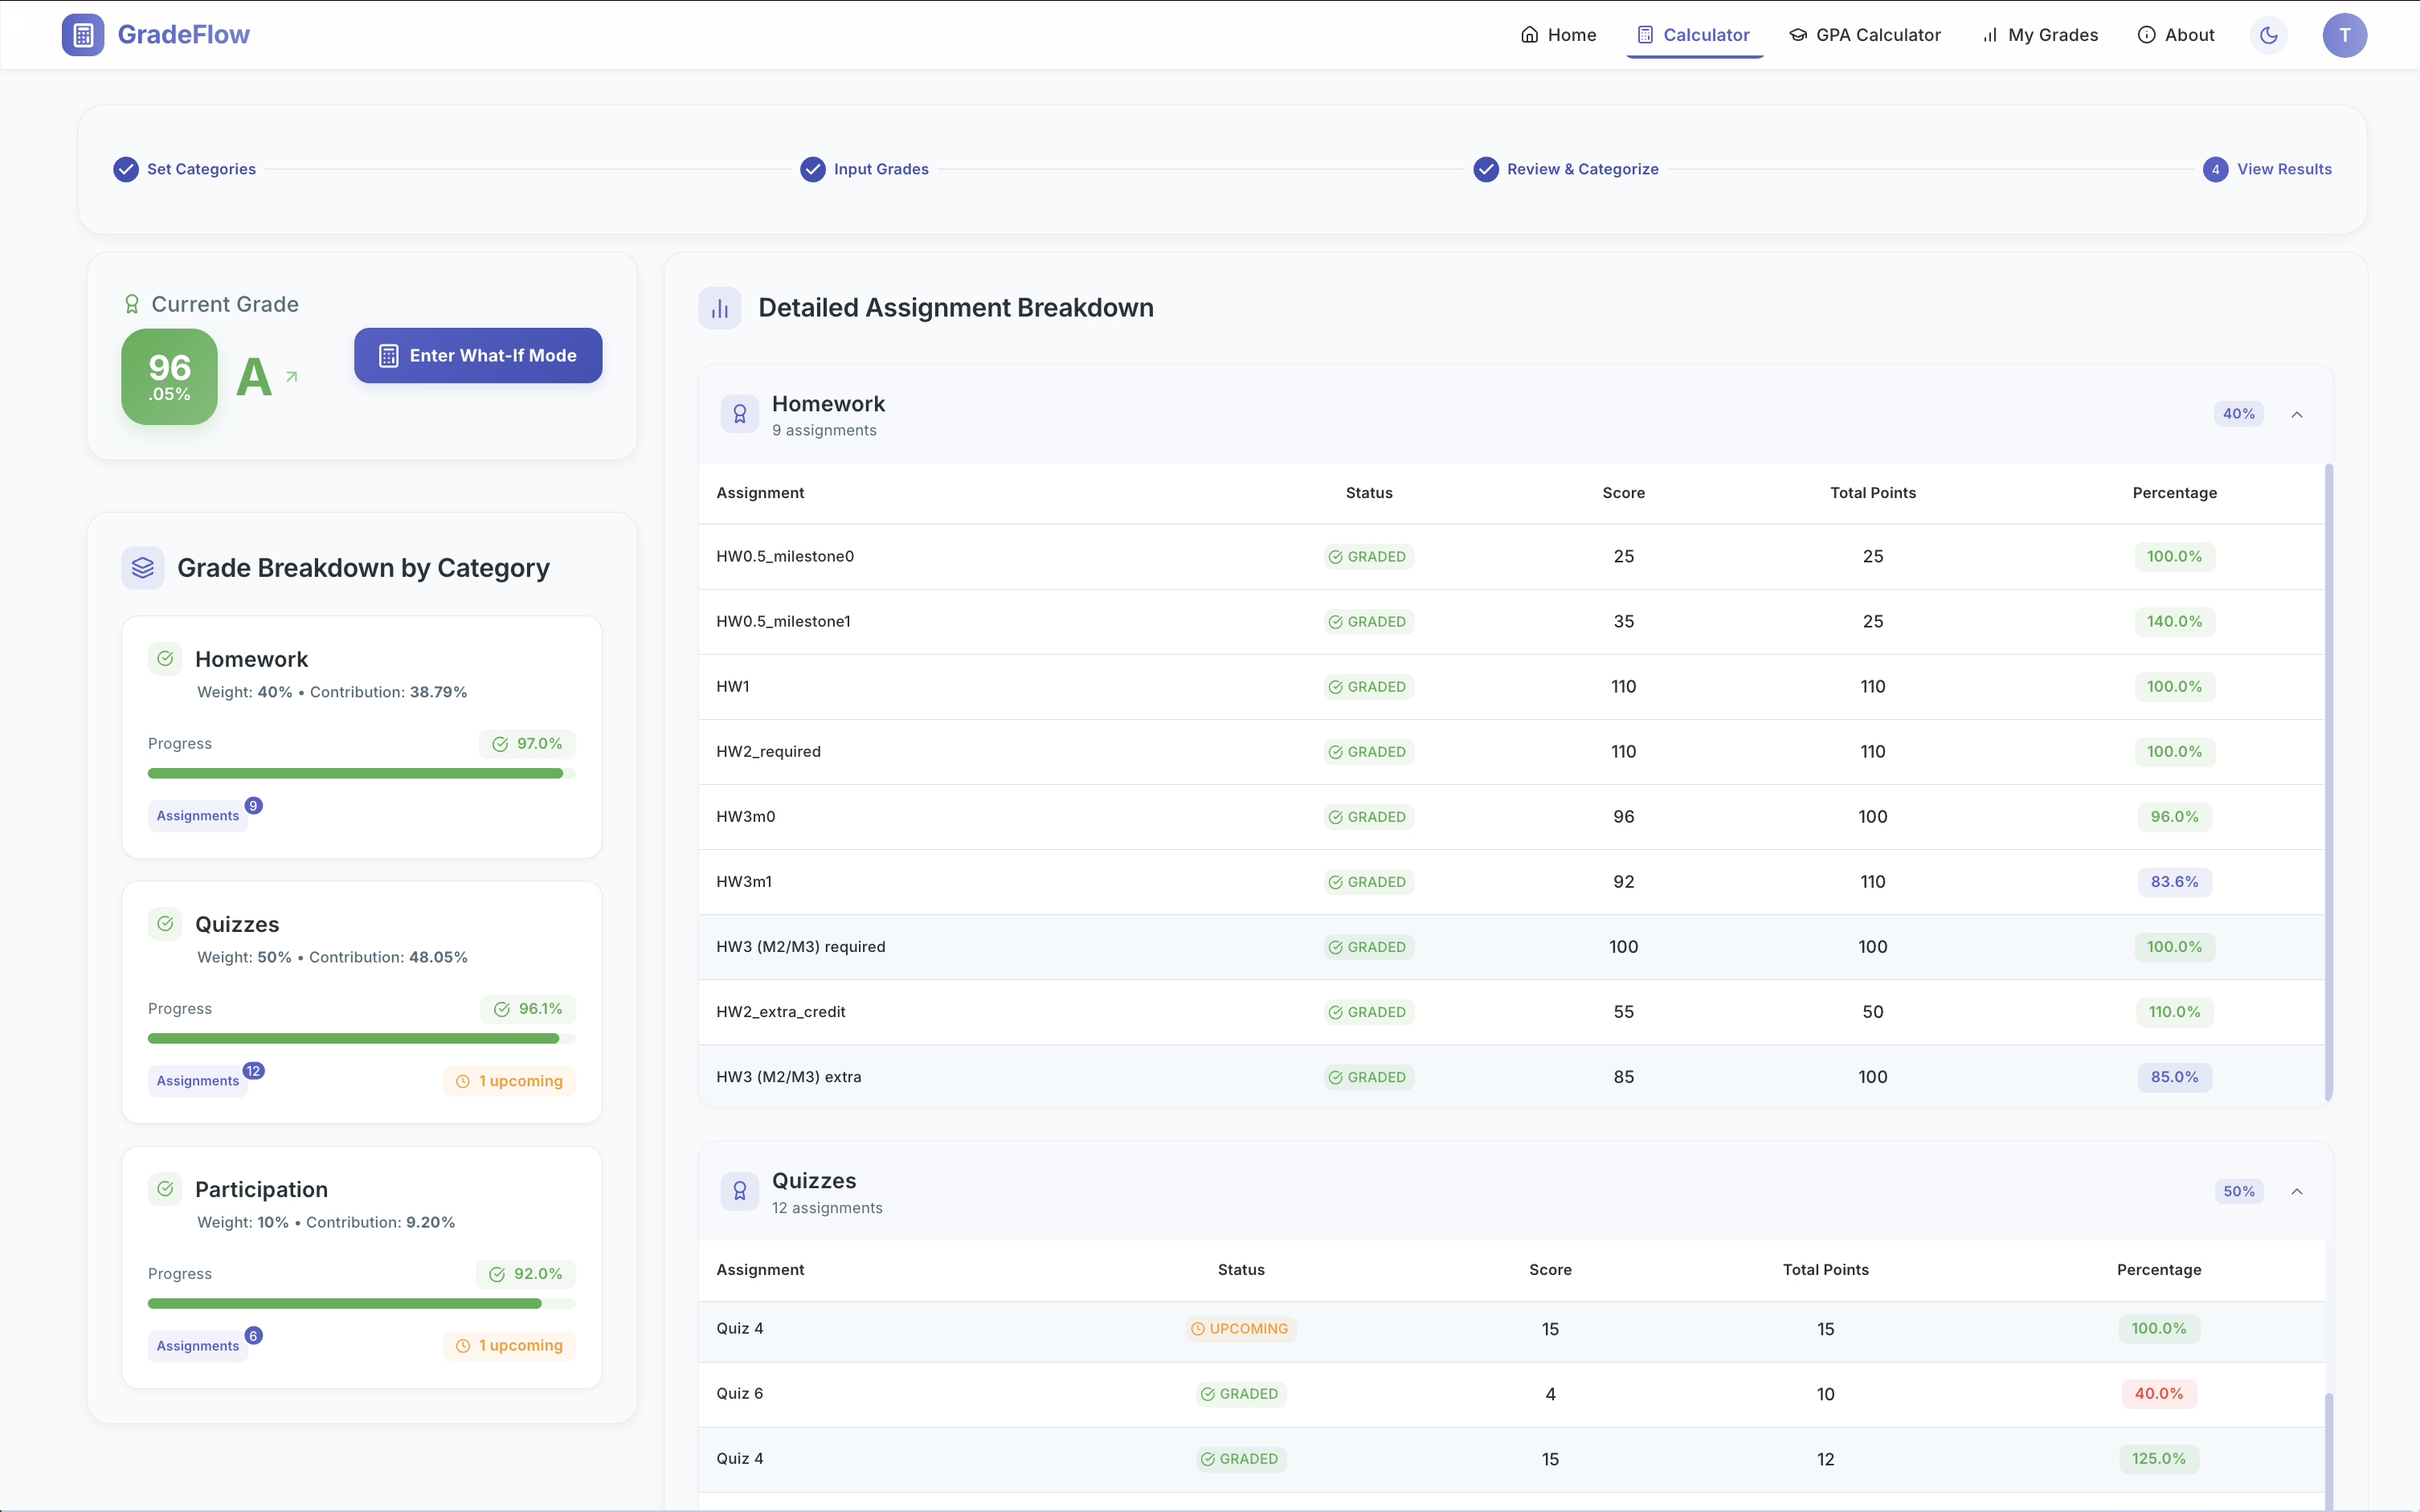 GradeFlow
Home
Calculator
GPA Calculator
My Grades
About
T
Set Categories
Input Grades
Review & Categorize
4 View Results
Current Grade
96
.05%
A
Enter What-If Mode
Grade Breakdown by Category
Homework
Weight: 40% • Contribution: 38.79%
Progress 97.0%
Assignments 9
Quizzes
Weight: 50% • Contribution: 48.05%
Progress 96.1%
Assignments 12 1 upcoming
Participation
Weight: 10% • Contribution: 9.20%
Progress 92.0%
Assignments 6 1 upcoming
Detailed Assignment Breakdown
Homework
9 assignments
40%
Assignment Status Score Total Points Percentage
HW0.5_milestone0 GRADED 25 25 100.0%
HW0.5_milestone1 GRADED 35 25 140.0%
HW1 GRADED 110 110 100.0%
HW2_required GRADED 110 110 100.0%
HW3m0 GRADED 96 100 96.0%
HW3m1 GRADED 92 110 83.6%
HW3 (M2/M3) required GRADED 100 100 100.0%
HW2_extra_credit GRADED 55 50 110.0%
HW3 (M2/M3) extra GRADED 85 100 85.0%
Quizzes
12 assignments
50%
Assignment Status Score Total Points Percentage
Quiz 4 UPCOMING 15 15 100.0%
Quiz 6 GRADED 4 10 40.0%
Quiz 4 GRADED 15 12 125.0%